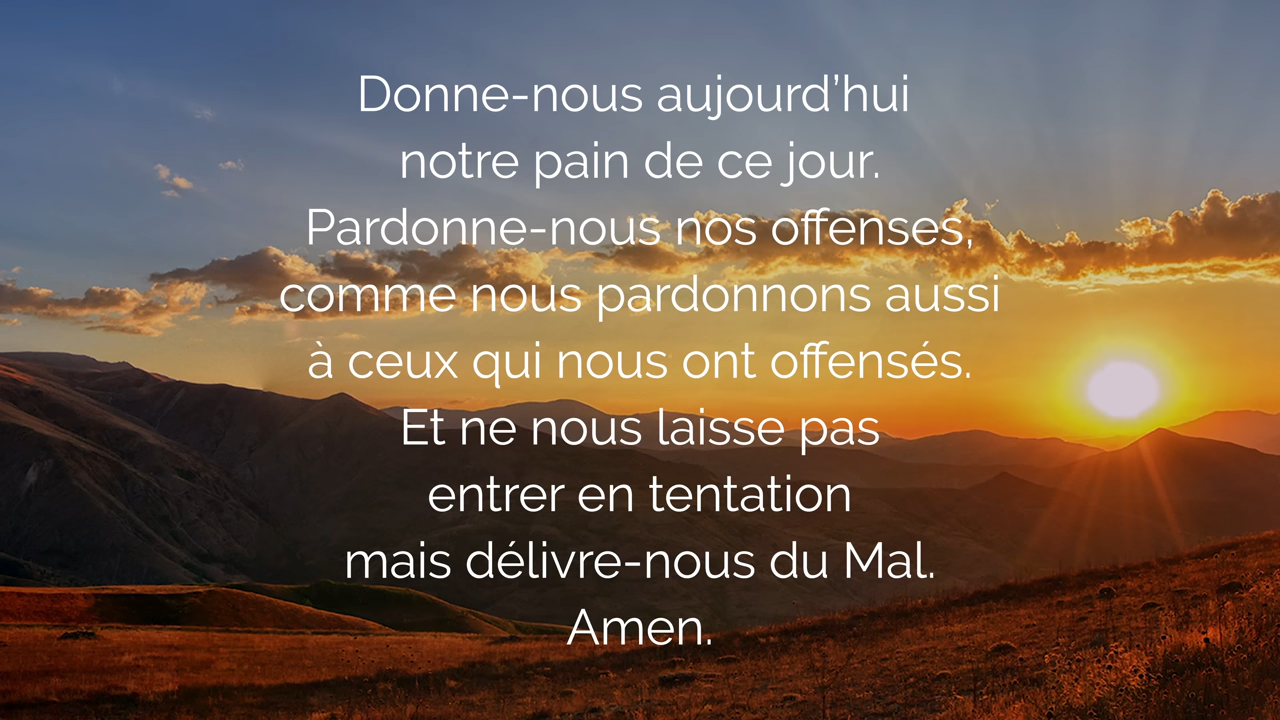 Donne-nous aujourd’hui
notre pain de ce jour.
Pardonne-nous nos offenses,
comme nous pardonnons aussi
à ceux qui nous ont offensés.
Et ne nous laisse pas
entrer en tentation
mais délivre-nous du Mal.
Amen.